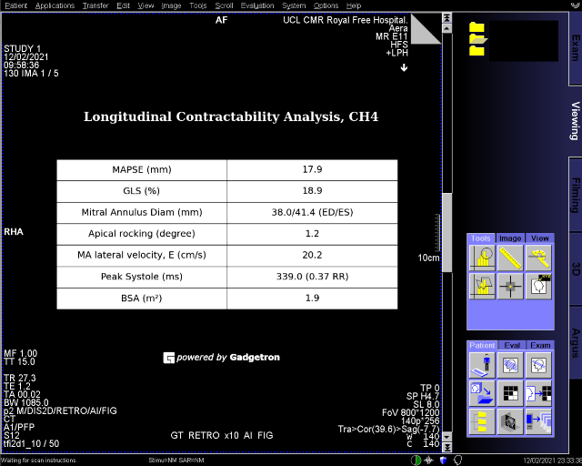 Patient Applications Transfer Edit View Image Tools Scroll Evaluation System Options Help
AF
UCL CMR Royal Free Hospital.
Aera
MR E11
HFS
+LPH
STUDY 1
12/02/2021
09:58:36
130 IMA 1 / 5
Longitudinal Contractability Analysis, CH4
MAPSE (mm) 17.9
GLS (%) 18.9
Mitral Annulus Diam (mm) 38.0/41.4 (ED/ES)
Apical rocking (degree) 1.2
MA lateral velocity, E (cm/s) 20.2
Peak Systole (ms) 339.0 (0.37 RR)
BSA (m²) 1.9
RHA
10cm
powered by Gadgetron
MF 1.00
TT 15.0
TR 27.3
TE 1.2
TA 00.02
BW 1085.0
p2 M/DIS2D/RETRO/AI/FIG
CT
A1/PFP
S12
tfi2d1_10 / 50
GT RETRO x10 AI FIG
TP 0
SP H4.7
SL 8.0
FoV 800*1200
140p*256
Tra>Cor(39.6)>Sag(-7.7)
W 140
C 140
Exam
Viewing
Filming
3D
Argus
Tools Image View
Patient Eval Exam
Waiting for scan instructions.
12/02/2021 23:33:38